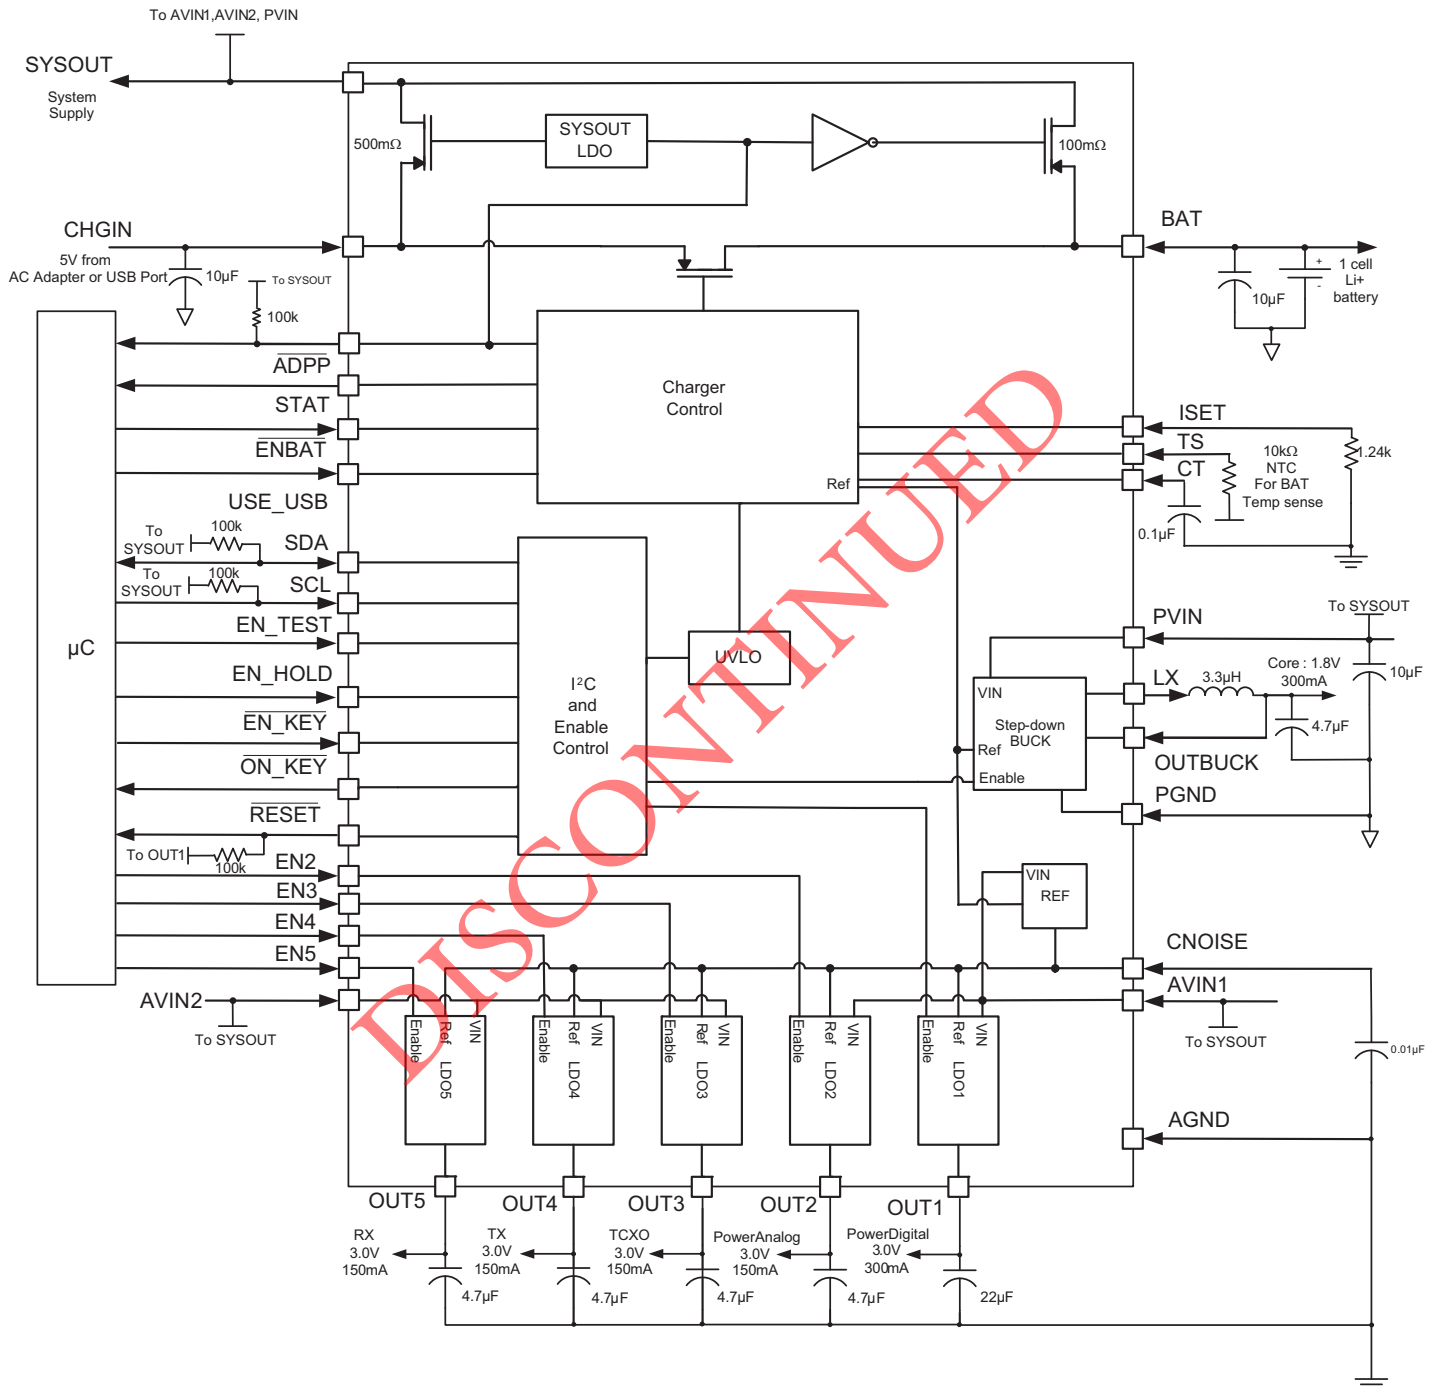 To AVIN1,AVIN2, PVIN
SYSOUT
System
Supply
500mΩ
SYSOUT
LDO
100mΩ
CHGIN
5V from
AC Adapter or USB Port
10µF
To SYSOUT
100k
BAT
10µF
+
-
1 cell
Li+
battery
ADPP
STAT
ENBAT
USE_USB
Charger
Control
Ref
ISET
TS
CT
10kΩ
NTC
For BAT
Temp sense
1.24k
0.1µF
To
SYSOUT
100k
SDA
To
SYSOUT
100k
SCL
EN_TEST
µC
EN_HOLD
EN_KEY
ON_KEY
RESET
To OUT1
100k
I²C
and
Enable
Control
UVLO
To SYSOUT
PVIN
LX
3.3µH
Core : 1.8V
300mA
10µF
4.7µF
VIN
Step-down
BUCK
Ref
Enable
OUTBUCK
PGND
EN2
EN3
EN4
EN5
VIN
REF
CNOISE
AVIN2
To SYSOUT
AVIN1
To SYSOUT
0.01µF
Enable
Ref LDO5
VIN
Enable
Ref LDO4
VIN
Enable
Ref LDO3
VIN
Enable
Ref LDO2
VIN
Enable
Ref LDO1
VIN
AGND
OUT5
OUT4
OUT3
OUT2
OUT1
RX
3.0V
150mA
4.7µF
TX
3.0V
150mA
4.7µF
TCXO
3.0V
150mA
4.7µF
PowerAnalog
3.0V
150mA
4.7µF
PowerDigital
3.0V
300mA
22µF
DISCONTINUED